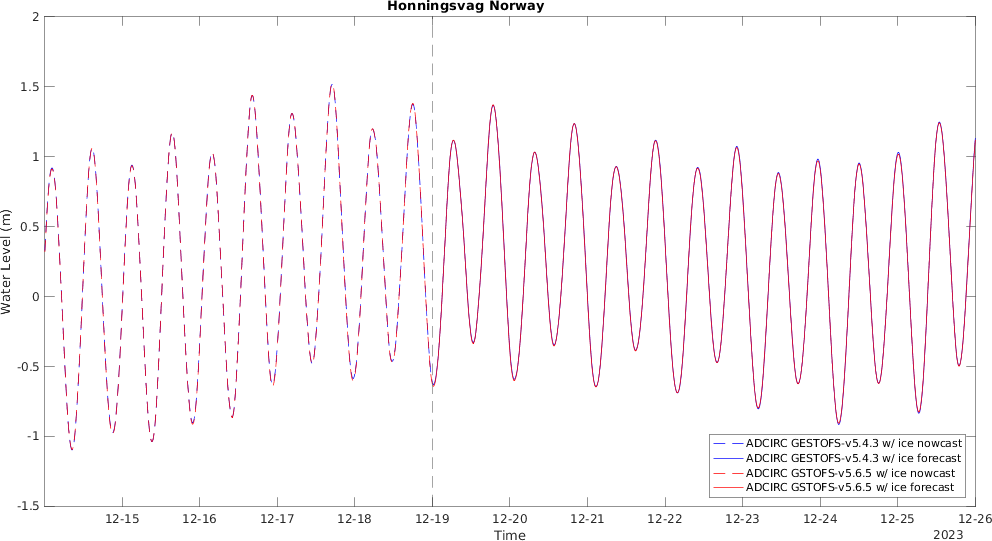 Honningsvag Norway
2
1.5
1
0.5
0
-0.5
-1
-1.5
Water Level (m)
ADCIRC GESTOFS-v5.4.3 w/ ice nowcast
ADCIRC GESTOFS-v5.4.3 w/ ice forecast
ADCIRC GSTOFS-v5.6.5 w/ ice nowcast
ADCIRC GSTOFS-v5.6.5 w/ ice forecast
12-15 12-16 12-17 12-18 12-19 12-20 12-21 12-22 12-23 12-24 12-25 12-26
Time
2023